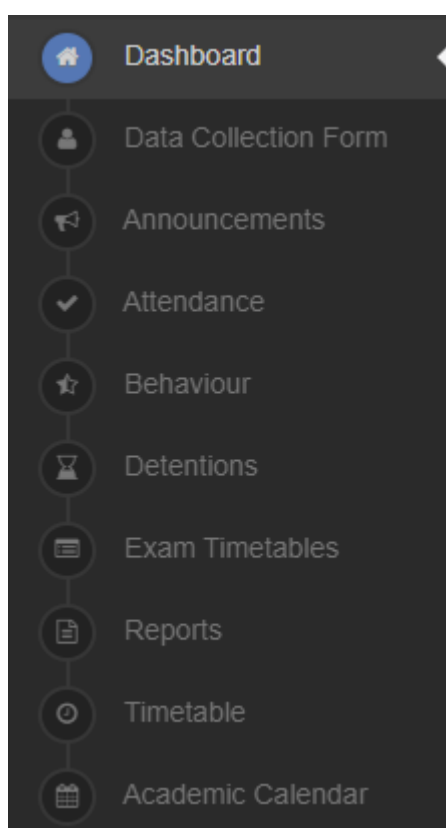 Dashboard
Data Collection Form
Announcements
Attendance
Behaviour
Detentions
Exam Timetables
Reports
Timetable
Academic Calendar